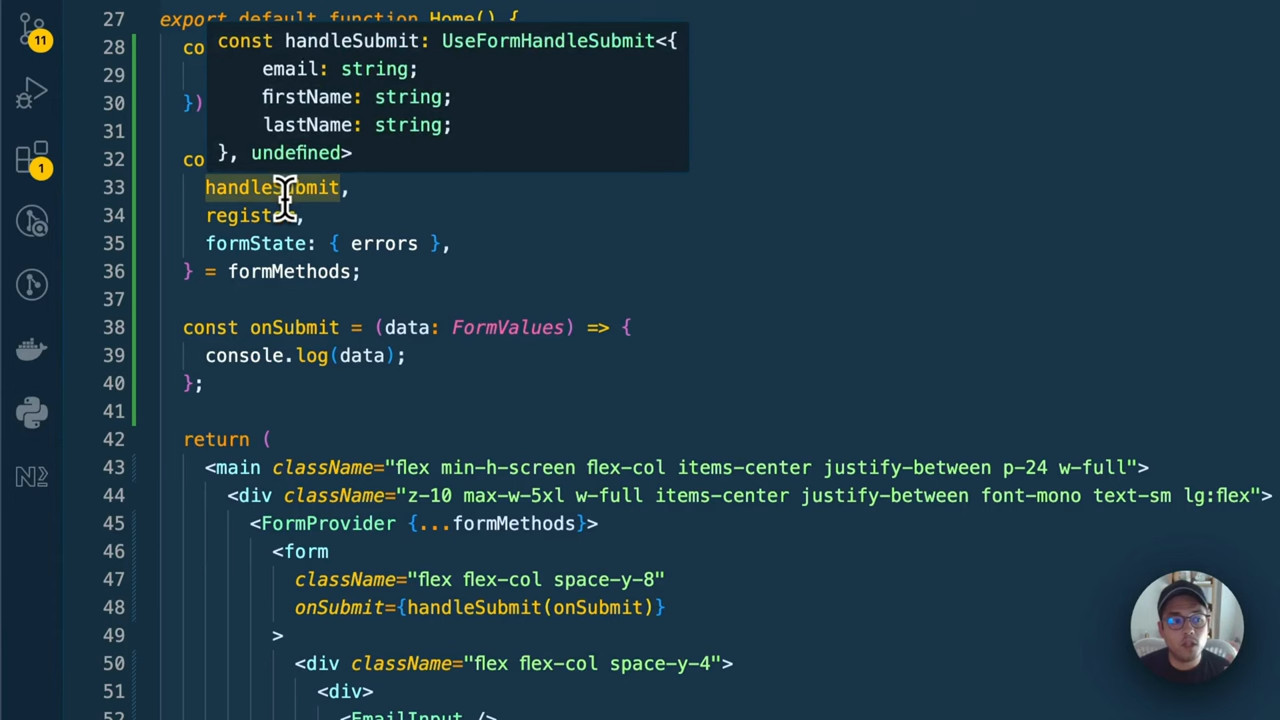 11
1
27 export default function Home() {
28 co
const handleSubmit: UseFormHandleSubmit<{
29
email: string;
30 })
firstName: string;
31
lastName: string;
32 co
}, undefined>
33 handleSubmit,
34 regist ,
35 formState: { errors },
36 } = formMethods;
37
38 const onSubmit = (data: FormValues) => {
39 console.log(data);
40 };
41
42 return (
43 <main className="flex min-h-screen flex-col items-center justify-between p-24 w-full">
44 <div className="z-10 max-w-5xl w-full items-center justify-between font-mono text-sm lg:flex">
45 <FormProvider {...formMethods}>
46 <form
47 className="flex flex-col space-y-8"
48 onSubmit={handleSubmit(onSubmit)}
49 >
50 <div className="flex flex-col space-y-4">
51 <div>
52 <EmailInput />